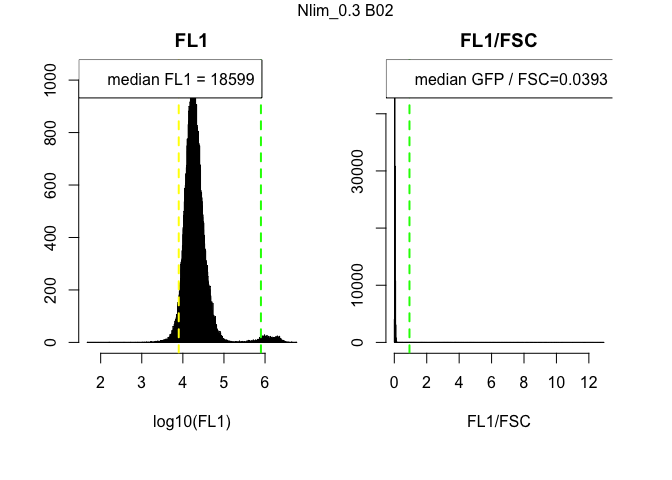 Nlim_0.3 B02
FL1
median FL1 = 18599
0
200
400
600
800
1000
2 3 4 5 6
log10(FL1)
FL1/FSC
median GFP / FSC=0.0393
0
10000
30000
0 2 4 6 8 10 12
FL1/FSC